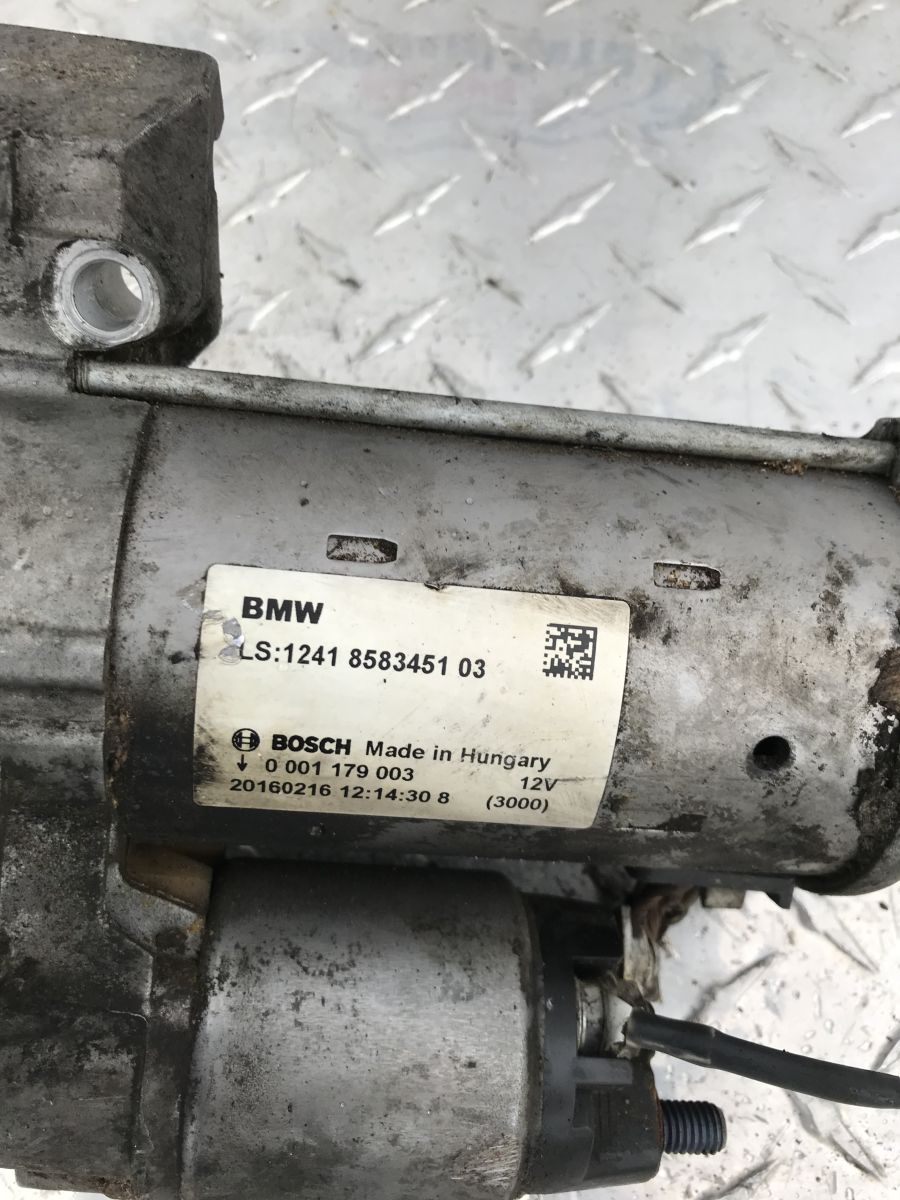 BMW
LS:1241 8583451 03
BOSCH Made in Hungary
0 001 179 003 12V
20160216 12:14:30 8 (3000)